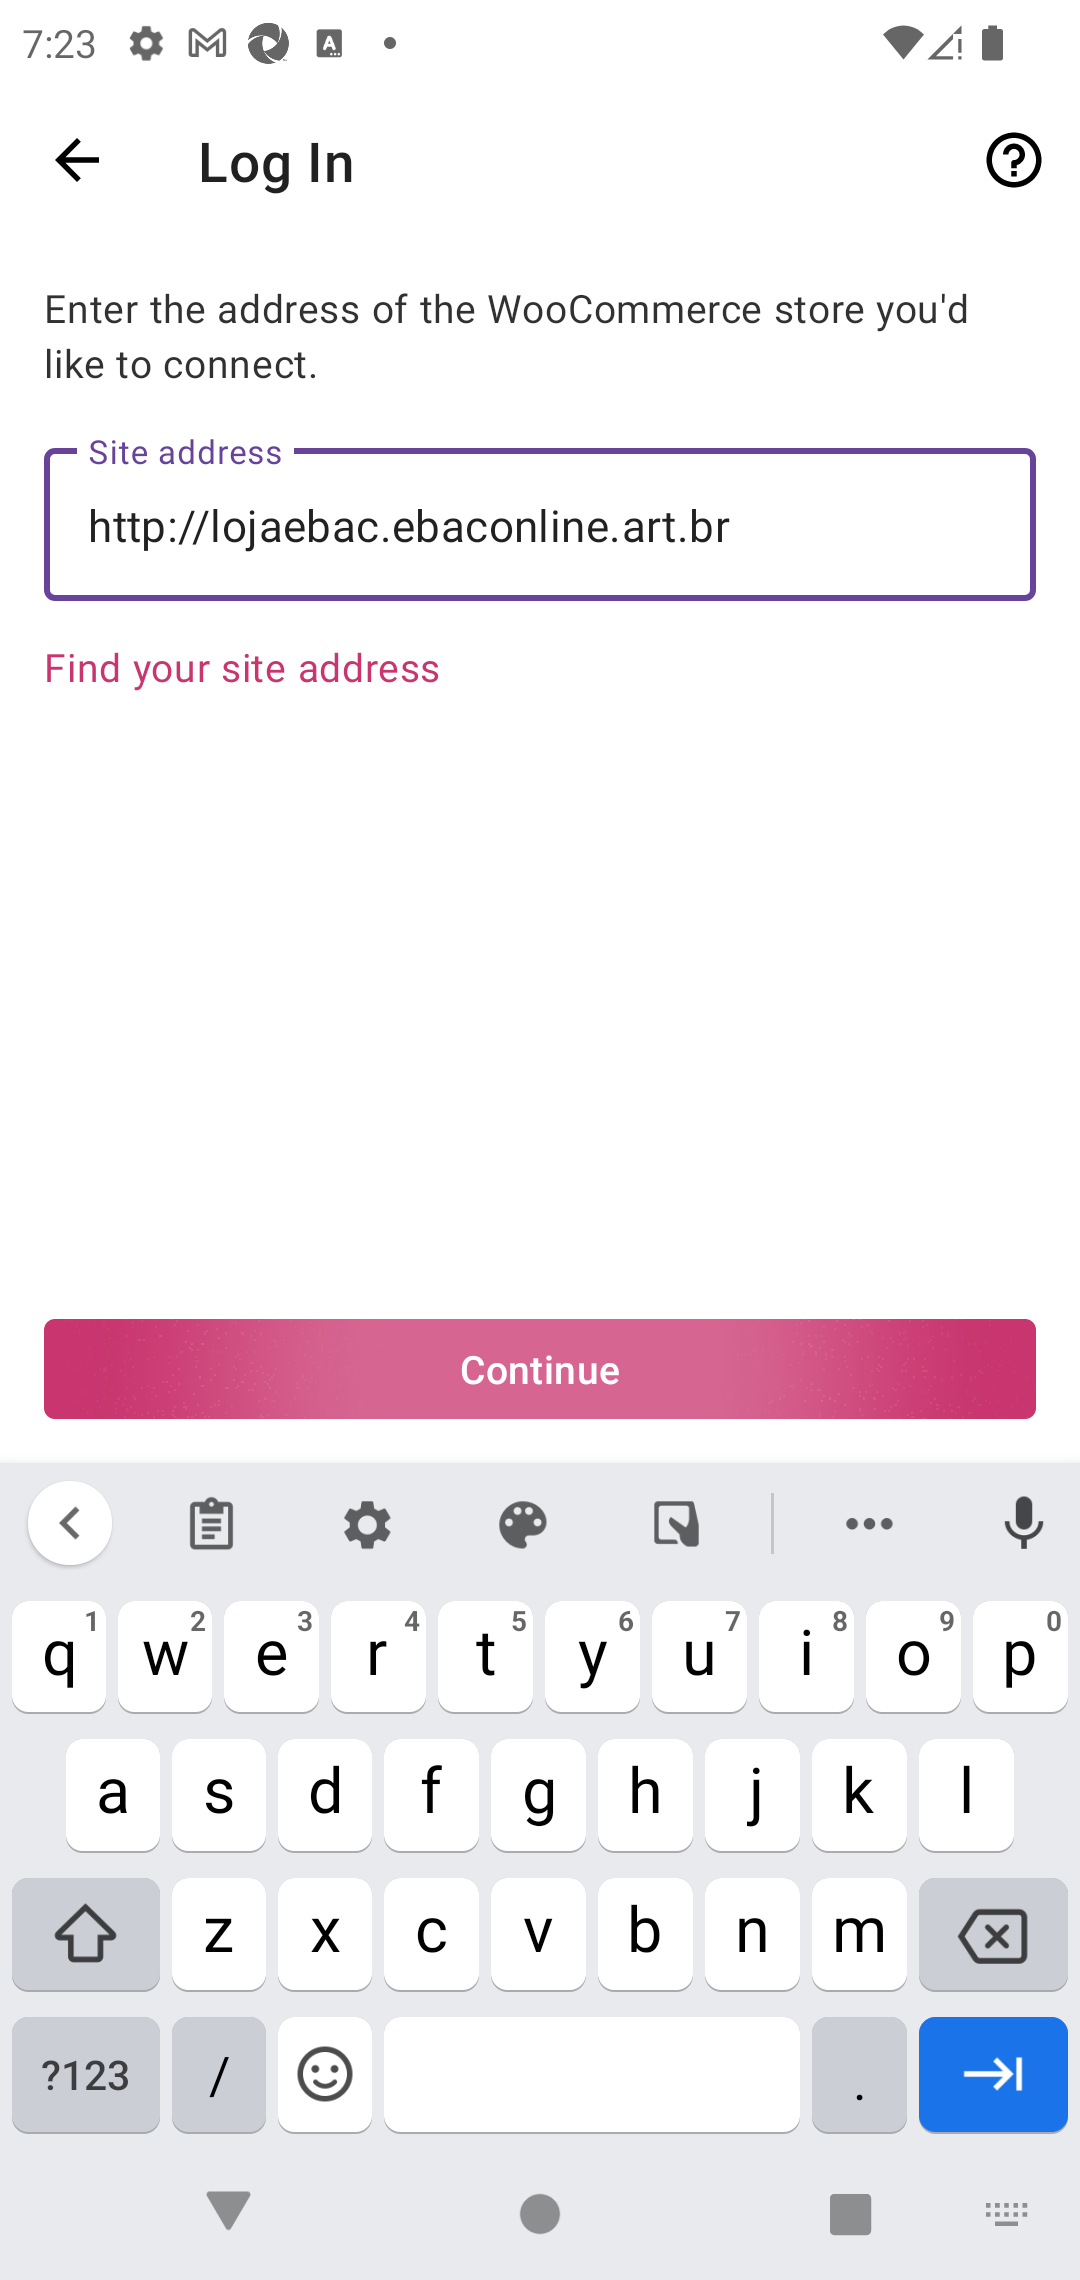 7:23
Log In
Enter the address of the WooCommerce store you'd
like to connect.
Site address
http://lojaebac.ebaconline.art.br
Find your site address
Continue
q 1 w 2 e 3 r 4 t 5 y 6 u 7 i 8 o 9 p 0
a s d f g h j k l
z x c v b n m
?123 / .